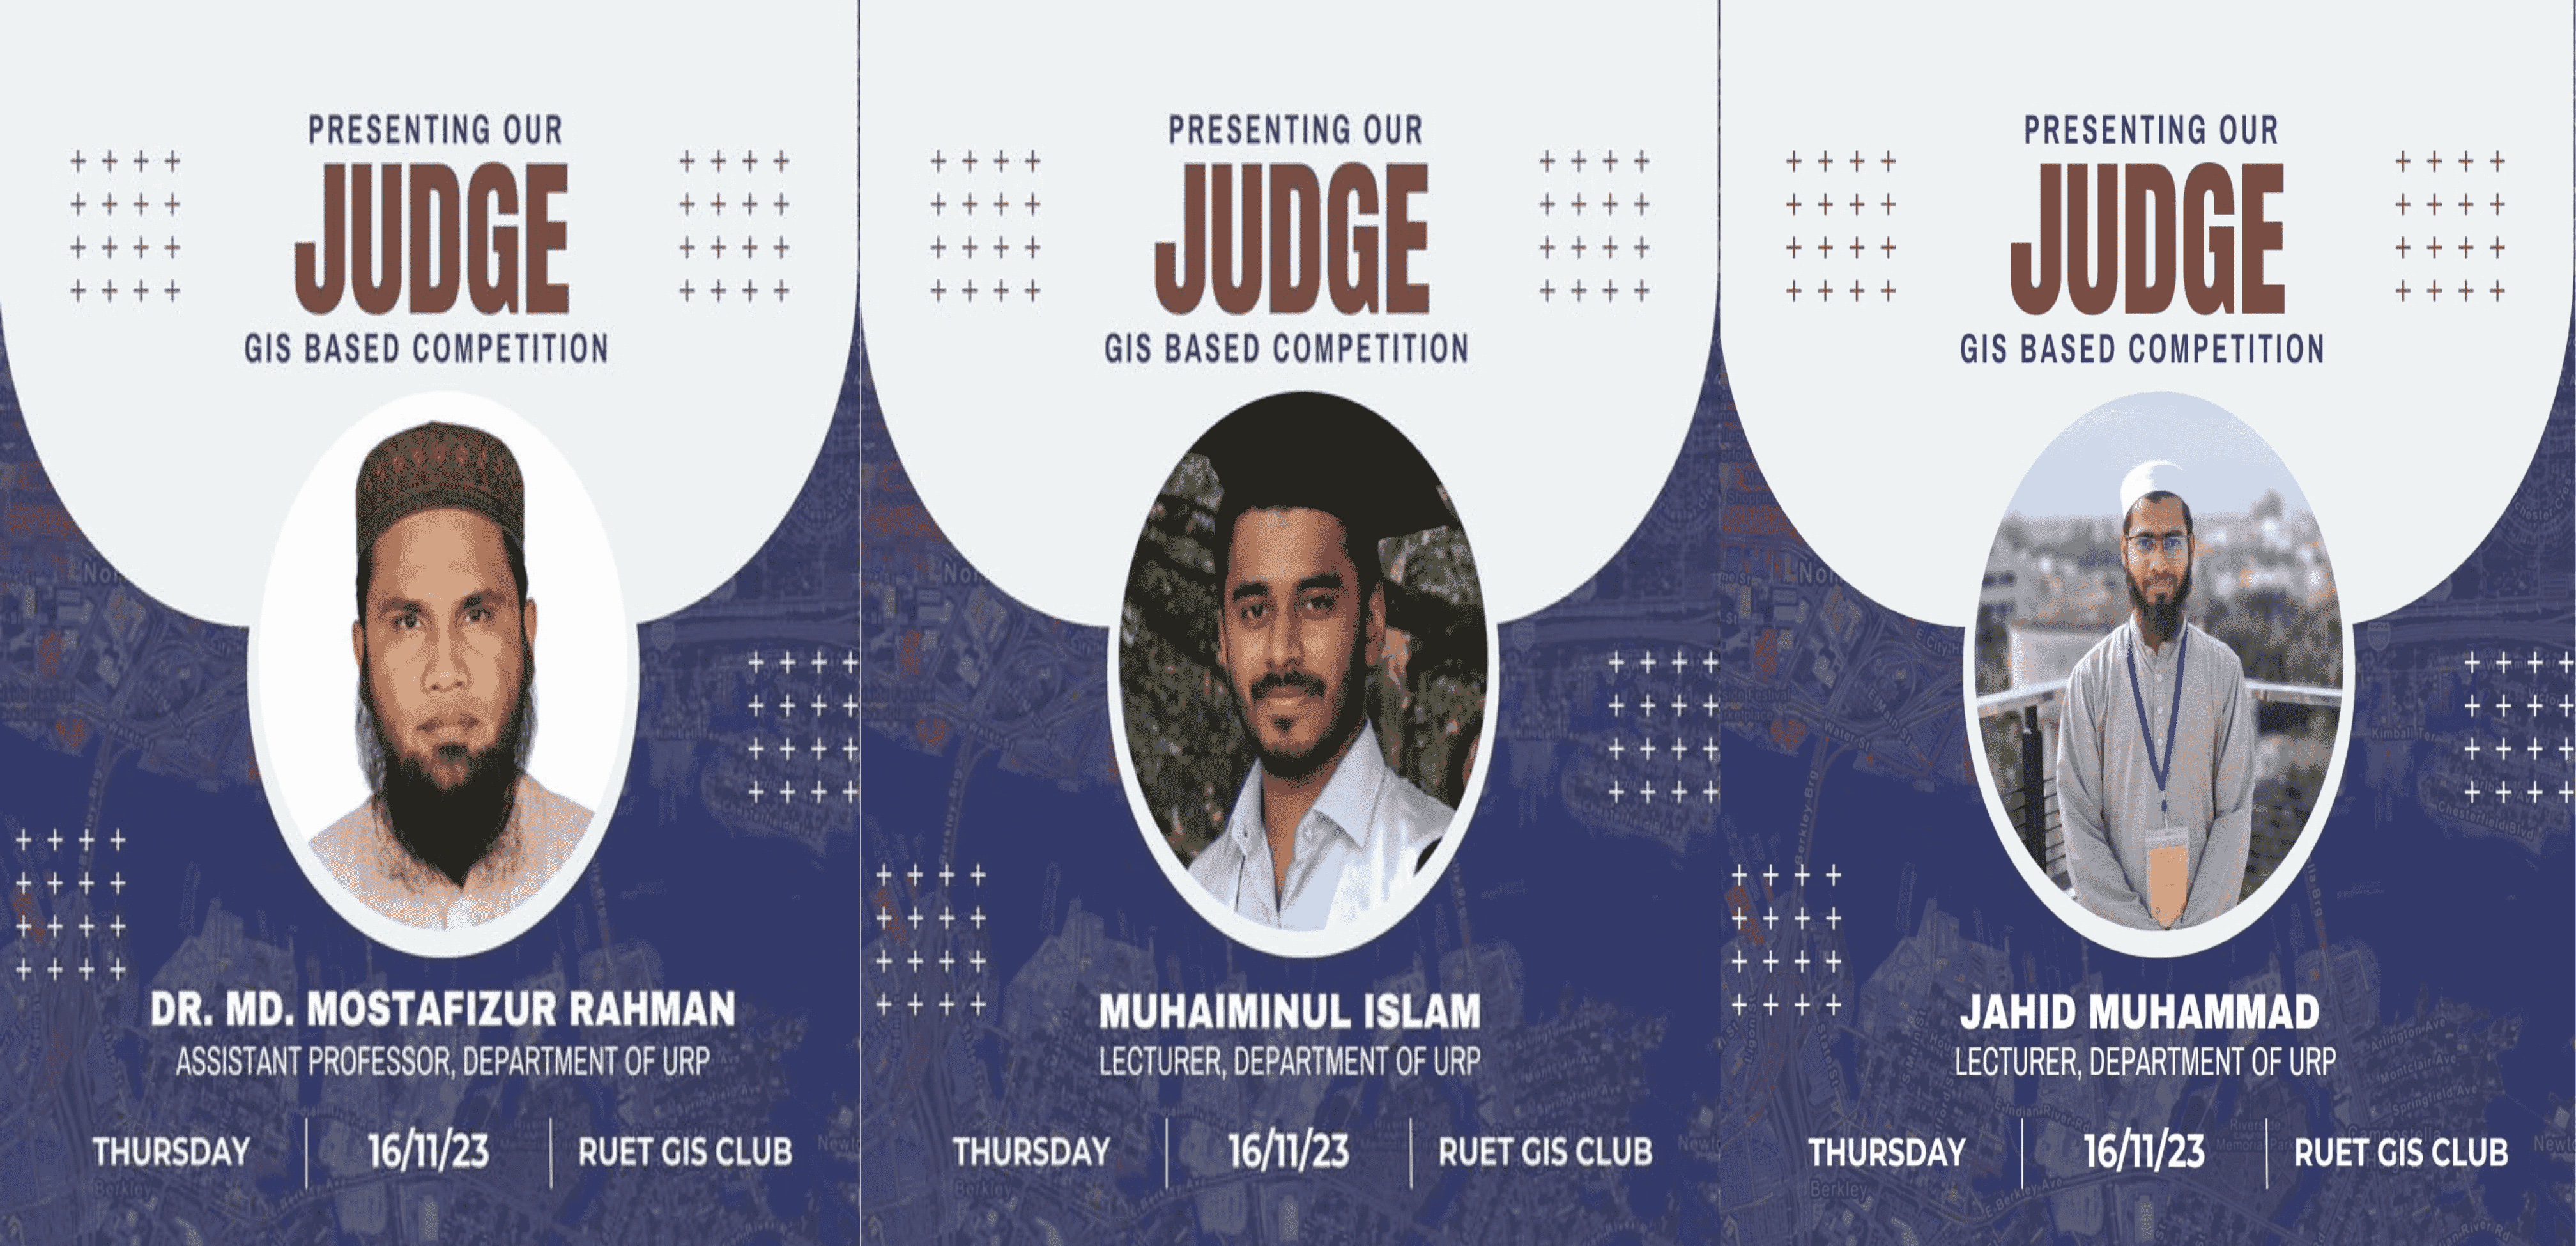 PRESENTING OUR
JUDGE
GIS BASED COMPETITION
DR. MD. MOSTAFIZUR RAHMAN
ASSISTANT PROFESSOR, DEPARTMENT OF URP
THURSDAY
16/11/23
RUET GIS CLUB
PRESENTING OUR
JUDGE
GIS BASED COMPETITION
MUHAIMINUL ISLAM
LECTURER, DEPARTMENT OF URP
THURSDAY
16/11/23
RUET GIS CLUB
PRESENTING OUR
JUDGE
GIS BASED COMPETITION
JAHID MUHAMMAD
LECTURER, DEPARTMENT OF URP
THURSDAY
16/11/23
RUET GIS CLUB